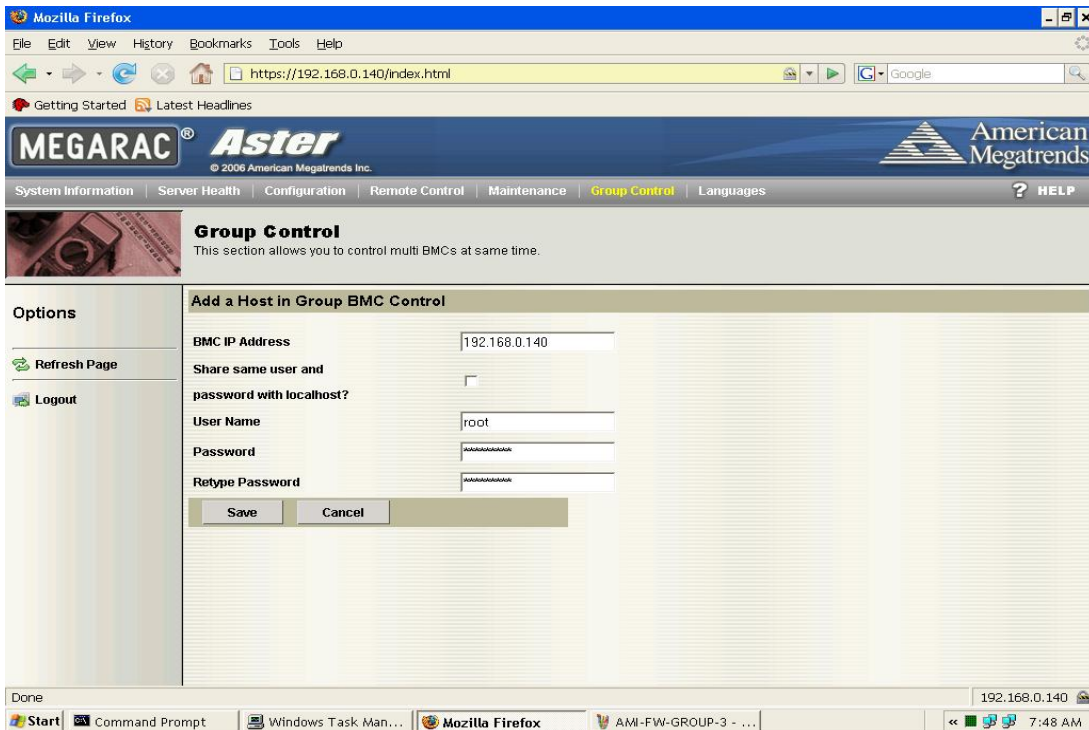 Mozilla Firefox
File Edit View History Bookmarks Tools Help
https://192.168.0.140/index.html
G Google
Getting Started Latest Headlines
MEGARAC® Aster
© 2006 American Megatrends Inc.
American Megatrends
System Information Server Health Configuration Remote Control Maintenance Group Control Languages ? HELP
Group Control
This section allows you to control multi BMCs at same time.
Options
Refresh Page
Logout
Add a Host in Group BMC Control
BMC IP Address 192.168.0.140
Share same user and
password with localhost?
User Name root
Password **********
Retype Password **********
Save Cancel
Done 192.168.0.140
Start Command Prompt Windows Task Man... Mozilla Firefox AMI-FW-GROUP-3 - ... « 7:48 AM